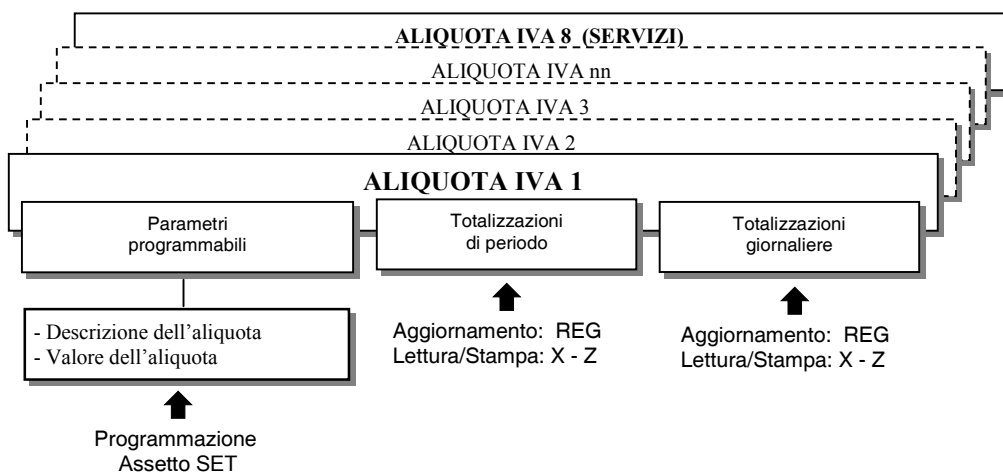 ALIQUOTA IVA 8 (SERVIZI)
ALIQUOTA IVA nn
ALIQUOTA IVA 3
ALIQUOTA IVA 2
ALIQUOTA IVA 1
Parametri
programmabili
Totalizzazioni
di periodo
Totalizzazioni
giornaliere
- Descrizione dell'aliquota
- Valore dell'aliquota
Aggiornamento: REG
Lettura/Stampa: X - Z
Aggiornamento: REG
Lettura/Stampa: X - Z
Programmazione
Assetto SET